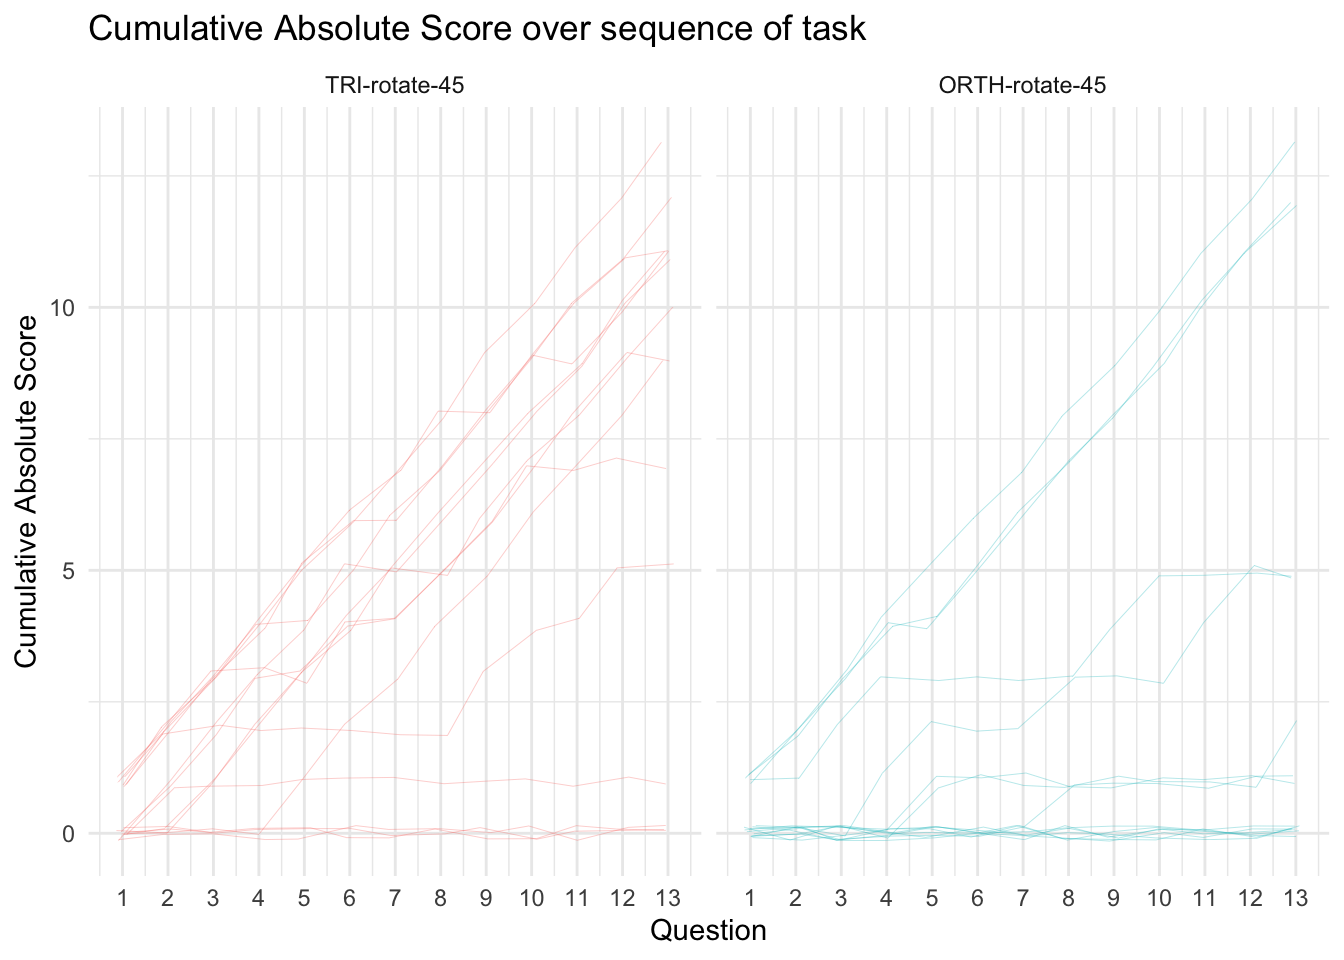 Cumulative Absolute Score over sequence of task
TRI-rotate-45
ORTH-rotate-45
Cumulative Absolute Score
10
5
0
1 2 3 4 5 6 7 8 9 10 11 12 13
1 2 3 4 5 6 7 8 9 10 11 12 13
Question